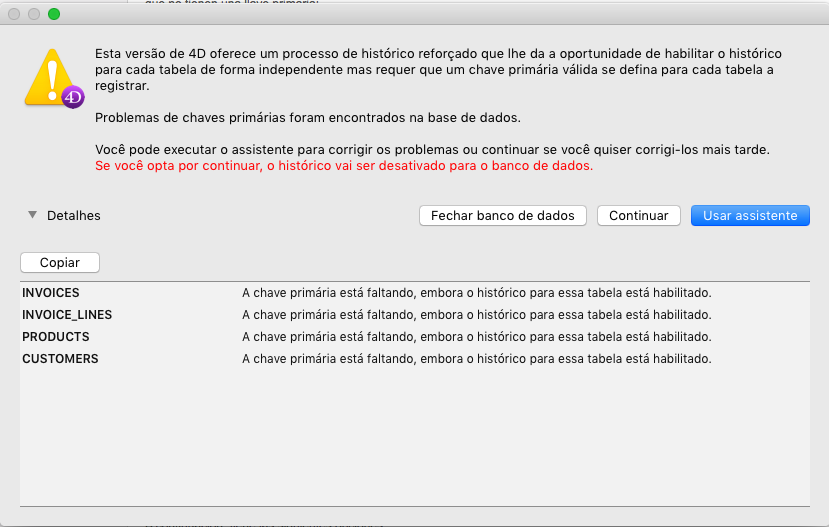 Esta versão de 4D oferece um processo de histórico reforçado que lhe da a oportunidade de habilitar o histórico
para cada tabela de forma independente mas requer que um chave primária válida se defina para cada tabela a
registrar.
Problemas de chaves primárias foram encontrados na base de dados.
Você pode executar o assistente para corrigir os problemas ou continuar se você quiser corrigi-los mais tarde.
Se você opta por continuar, o histórico vai ser desativado para o banco de dados.
4D
Detalhes
Fechar banco de dados
Continuar
Usar assistente
Copiar
INVOICES A chave primária está faltando, embora o histórico para essa tabela está habilitado.
INVOICE_LINES A chave primária está faltando, embora o histórico para essa tabela está habilitado.
PRODUCTS A chave primária está faltando, embora o histórico para essa tabela está habilitado.
CUSTOMERS A chave primária está faltando, embora o histórico para essa tabela está habilitado.